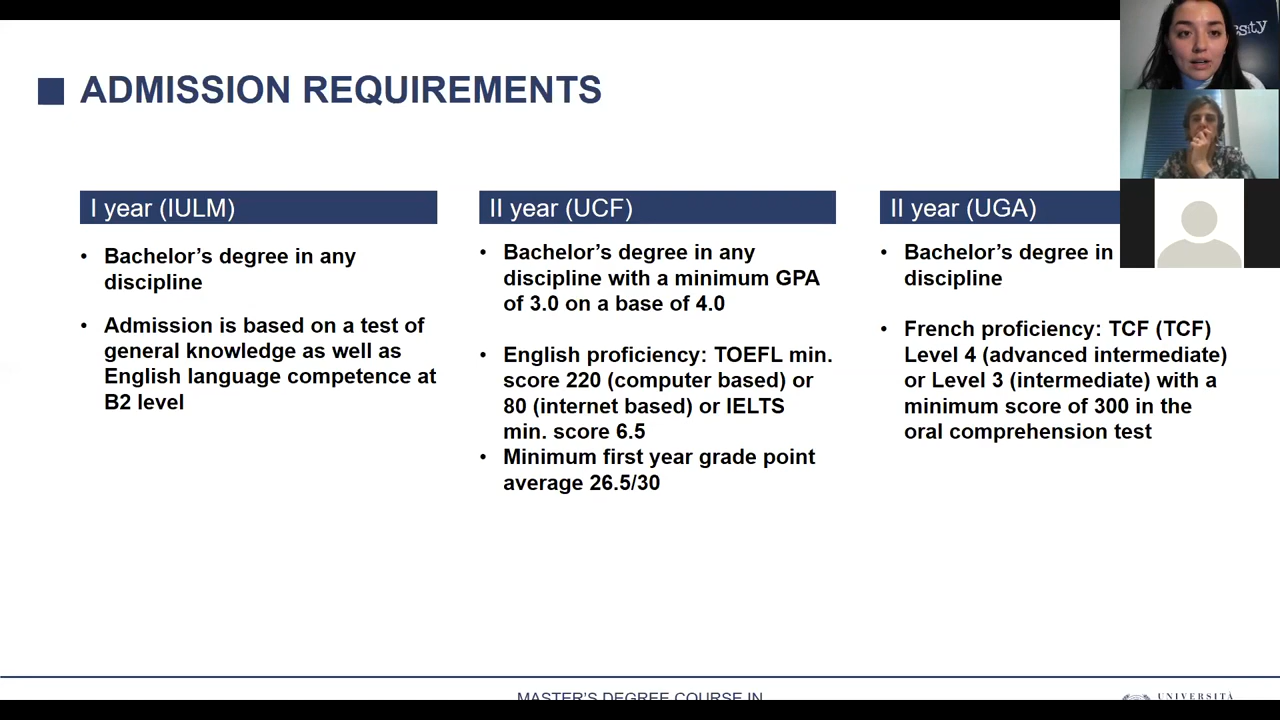 ADMISSION REQUIREMENTS
I year (IULM)
• Bachelor's degree in any
discipline
• Admission is based on a test of
general knowledge as well as
English language competence at
B2 level
II year (UCF)
• Bachelor's degree in any
discipline with a minimum GPA
of 3.0 on a base of 4.0
• English proficiency: TOEFL min.
score 220 (computer based) or
80 (internet based) or IELTS
min. score 6.5
• Minimum first year grade point
average 26.5/30
II year (UGA)
• Bachelor's degree in
discipline
• French proficiency: TCF (TCF)
Level 4 (advanced intermediate)
or Level 3 (intermediate) with a
minimum score of 300 in the
oral comprehension test
MASTER'S DEGREE COURSE IN
UNIVERSITÀ